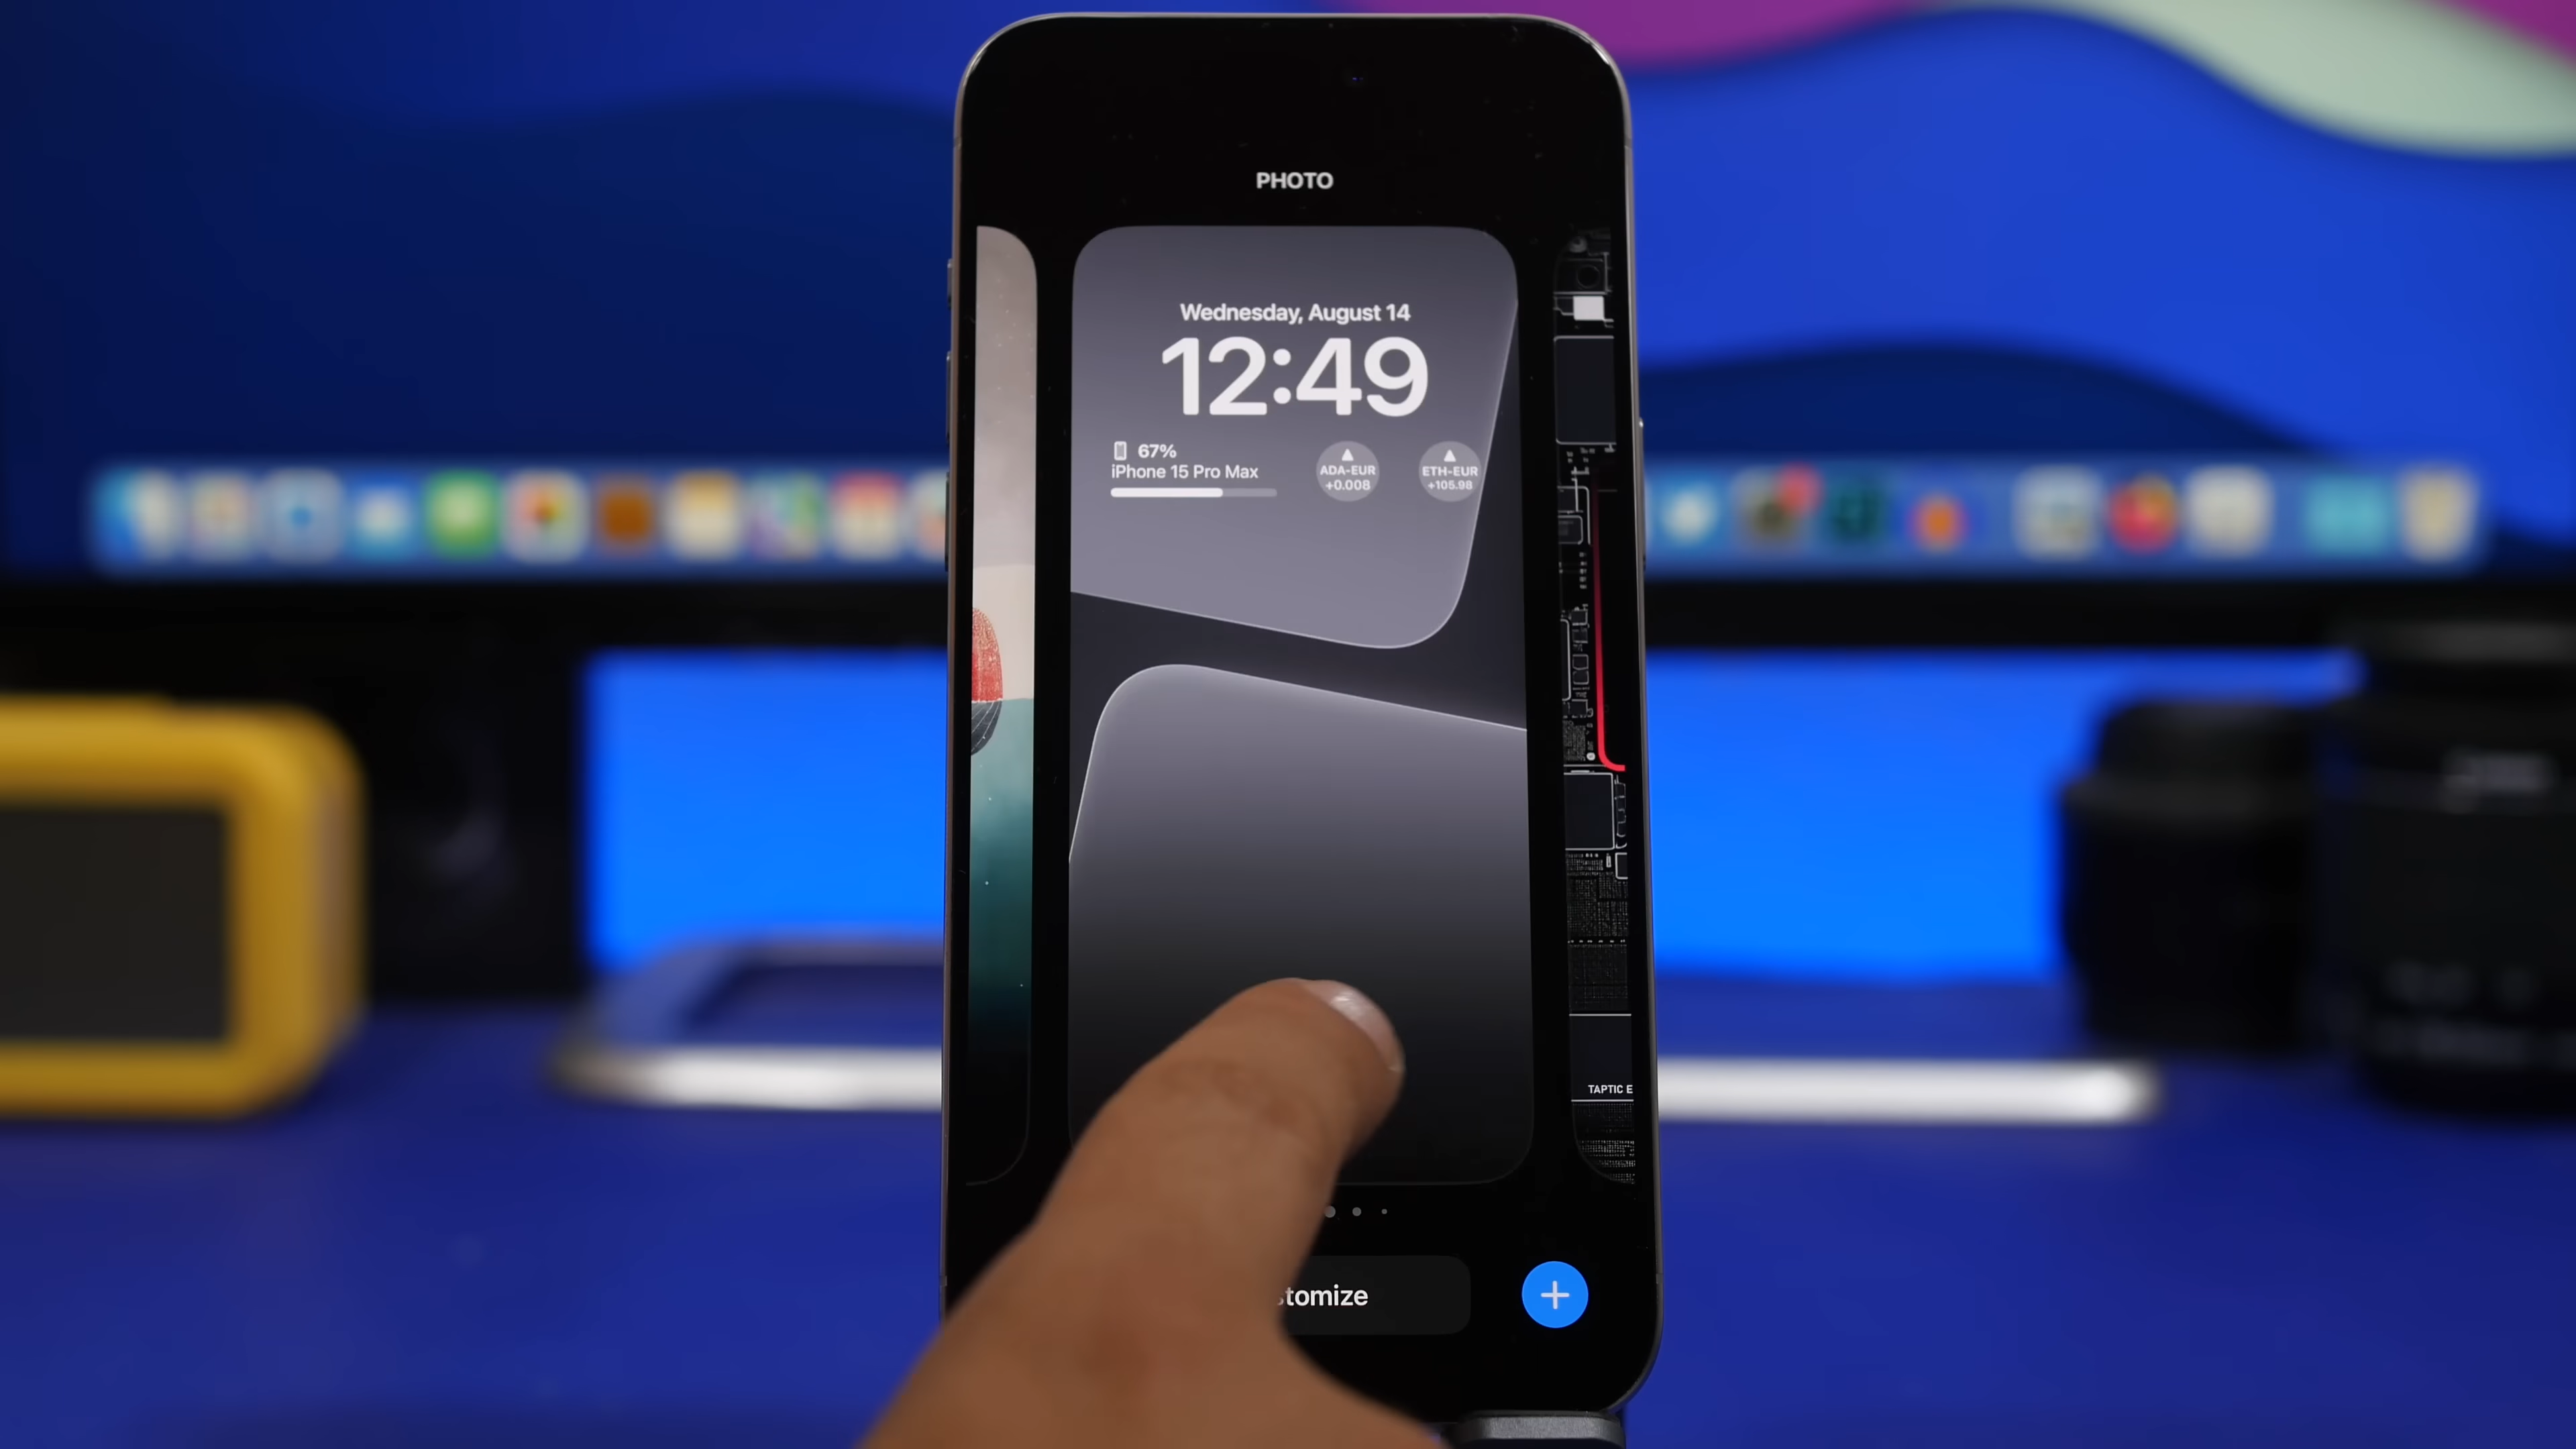 PHOTO
Wednesday, August 14
12:49
67%
iPhone 15 Pro Max
ADA-EUR
+0.008
ETH-EUR
+105.98
TAPTIC E
tomize